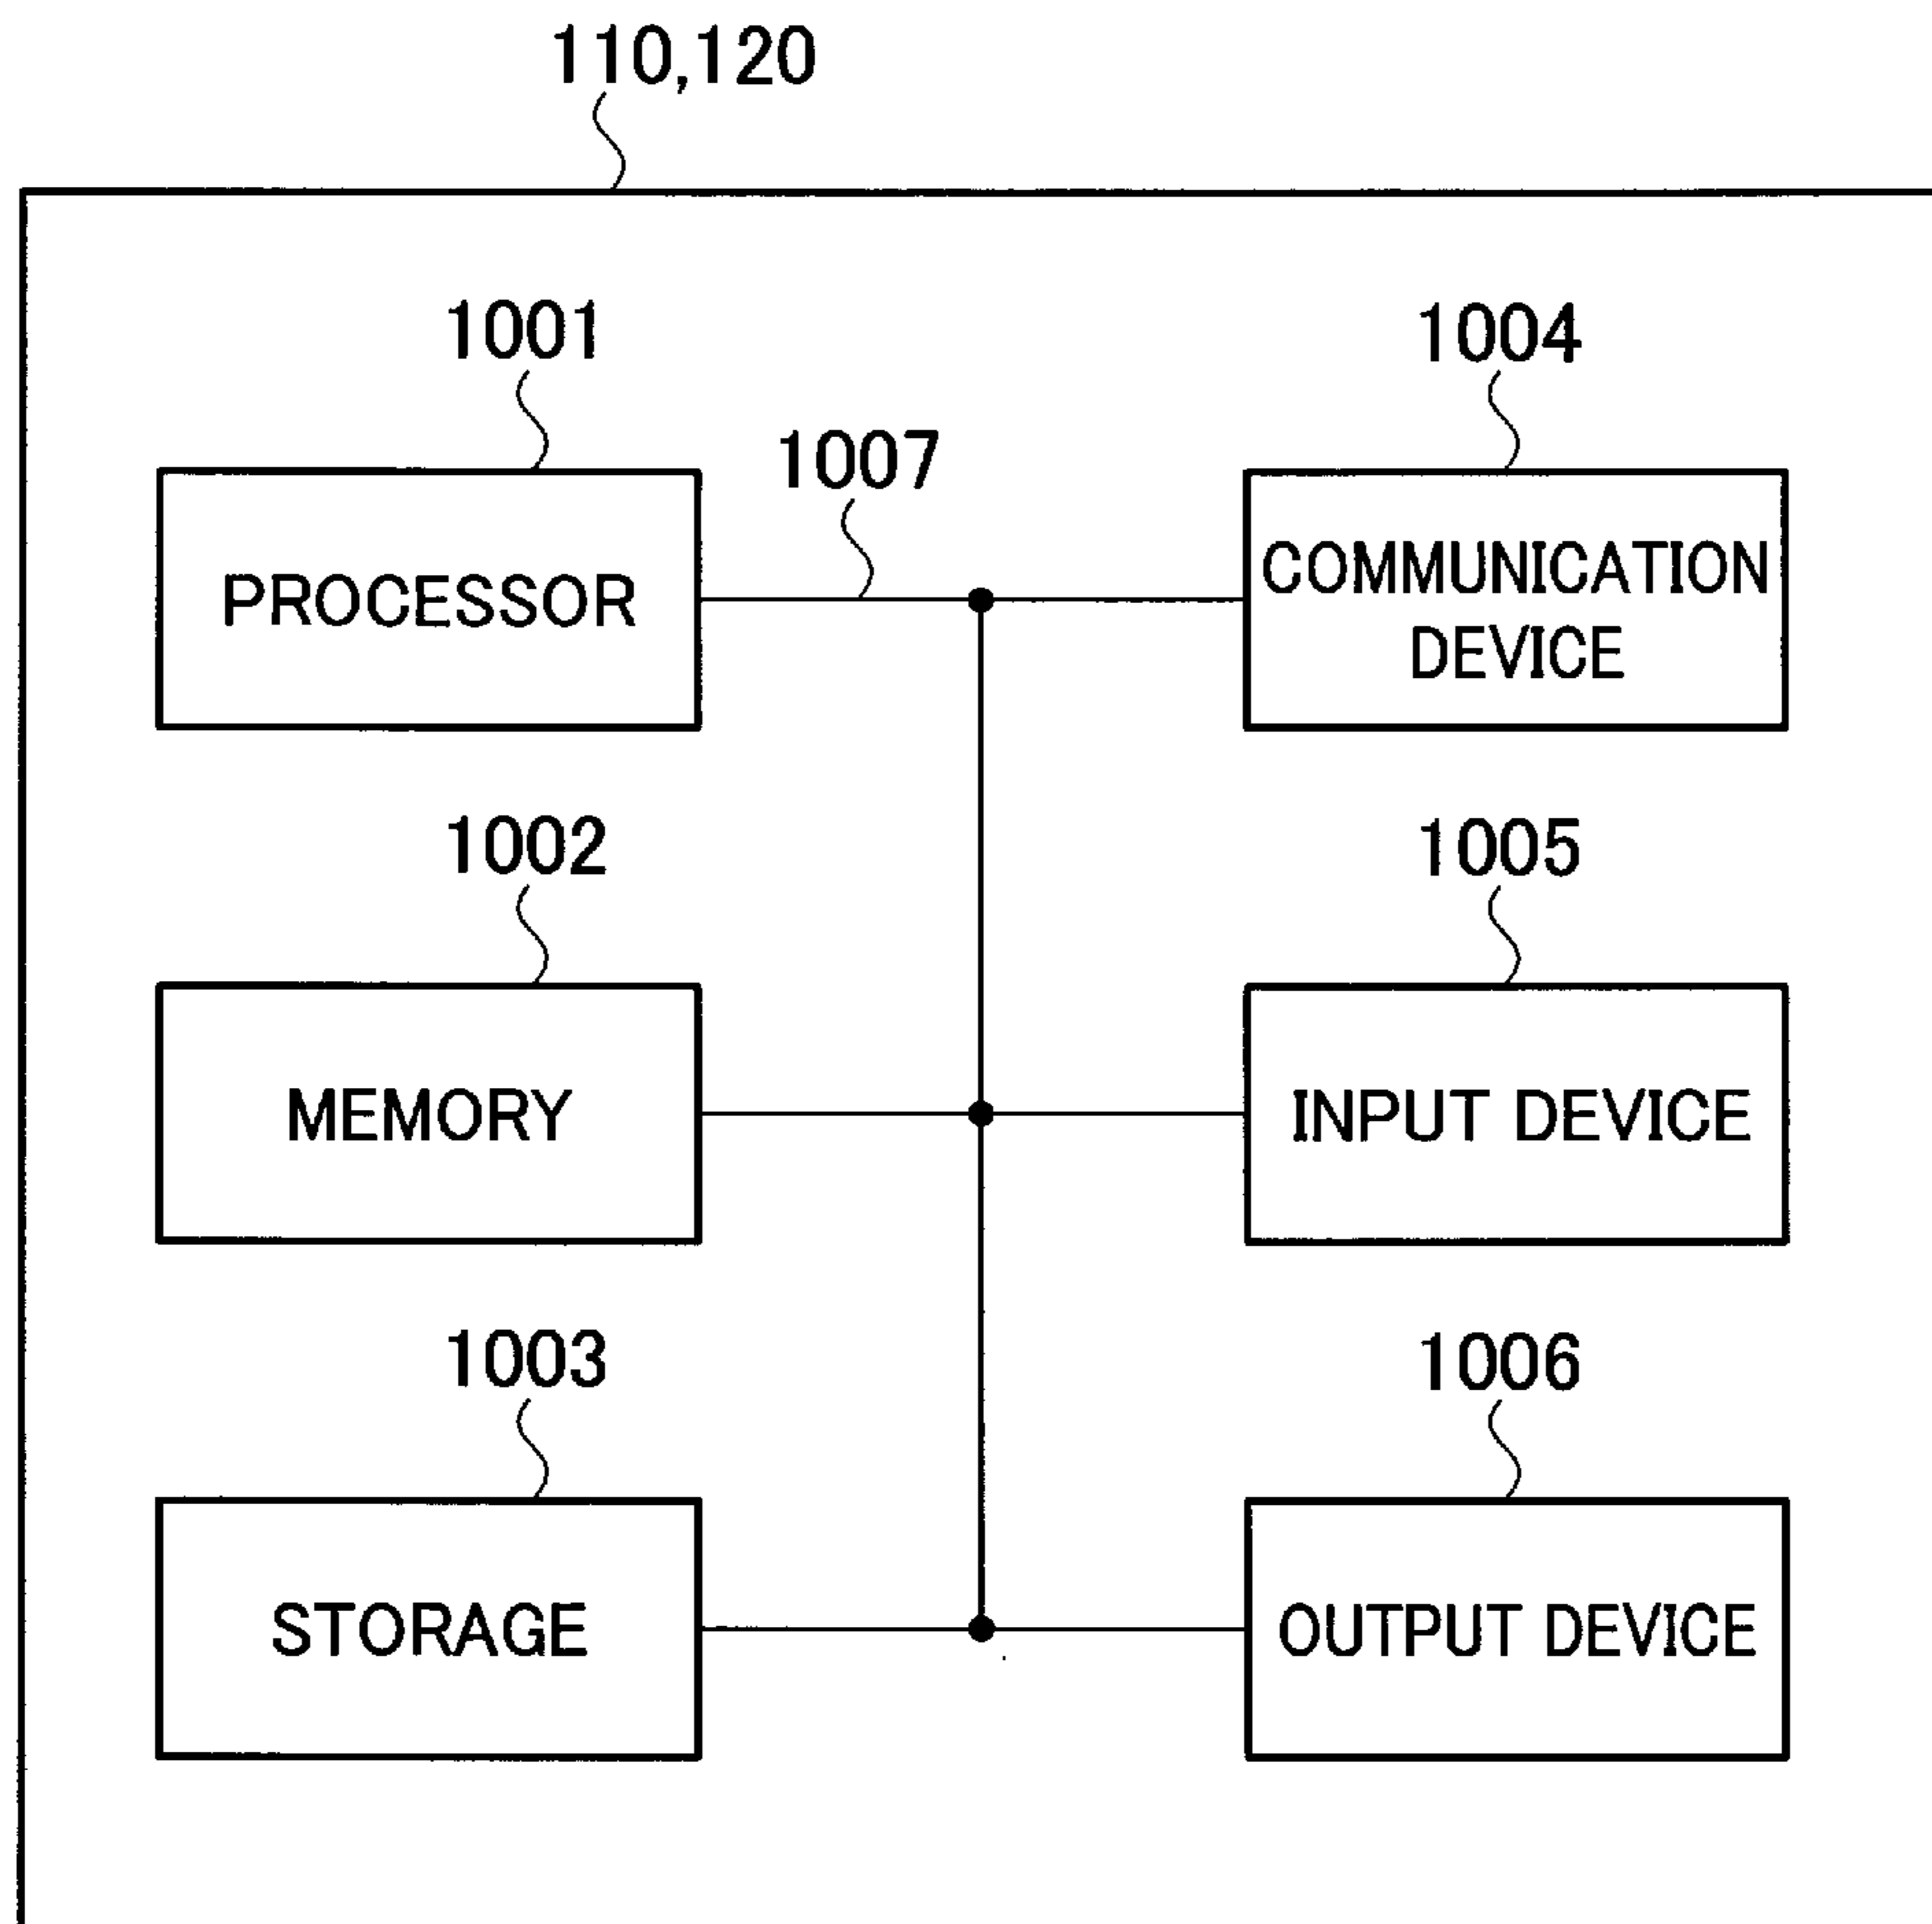 110,120
1001
1004
1007
PROCESSOR
COMMUNICATION
DEVICE
1002
1005
MEMORY
INPUT DEVICE
1003
1006
STORAGE
OUTPUT DEVICE